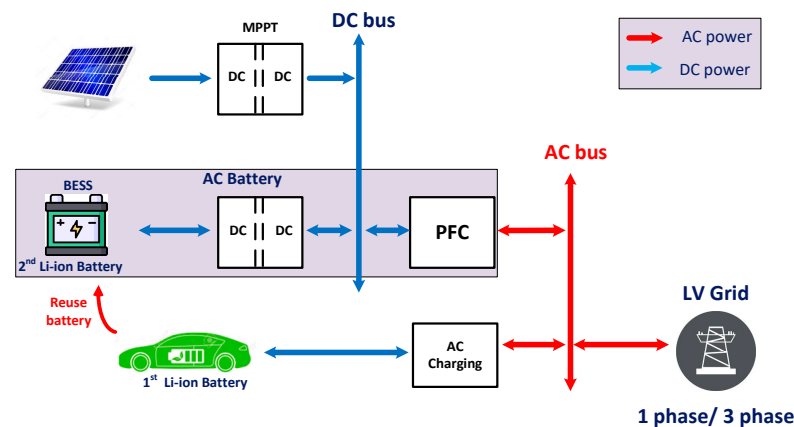 MPPT
DC bus
AC power
DC power
DC
DC
AC bus
BESS
AC Battery
DC
DC
PFC
2nd Li-ion Battery
Reuse
battery
LV Grid
AC
Charging
1st Li-ion Battery
1 phase/ 3 phase